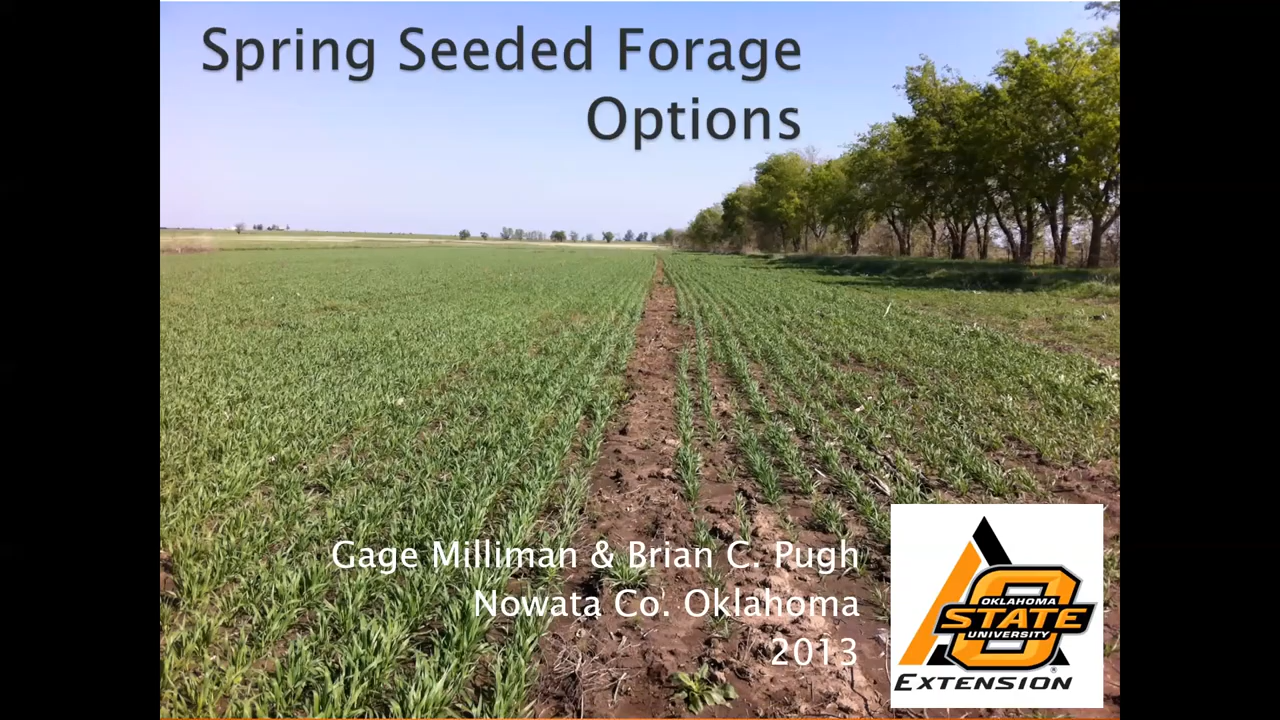 Spring Seeded Forage
Options
Gage Milliman & Brian C. Pugh
Nowata Co. Oklahoma
2013
OKLAHOMA
STATE
UNIVERSITY
®
EXTENSION